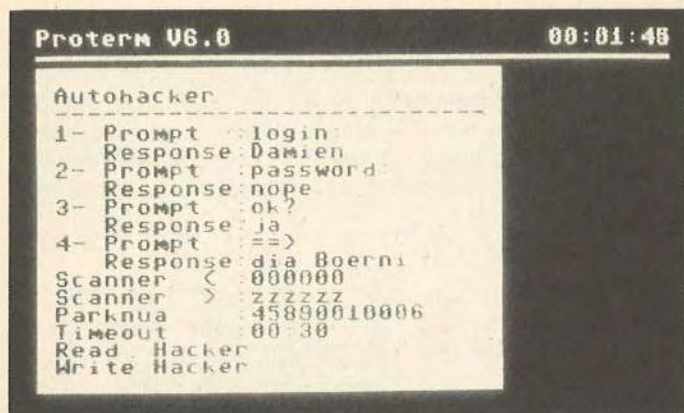 Proterm V6.0 00:01:46
Autohacker
--------------------------------
1- Prompt :login:
Response:Damien
2- Prompt :password:
Response:nope
3- Prompt :ok?
Response:ja
4- Prompt :==>
Response:dia Boerni
Scanner < :000000
Scanner > :zzzzzz
Parknua :45890010006
Timeout :00:30
Read Hacker
Write Hacker